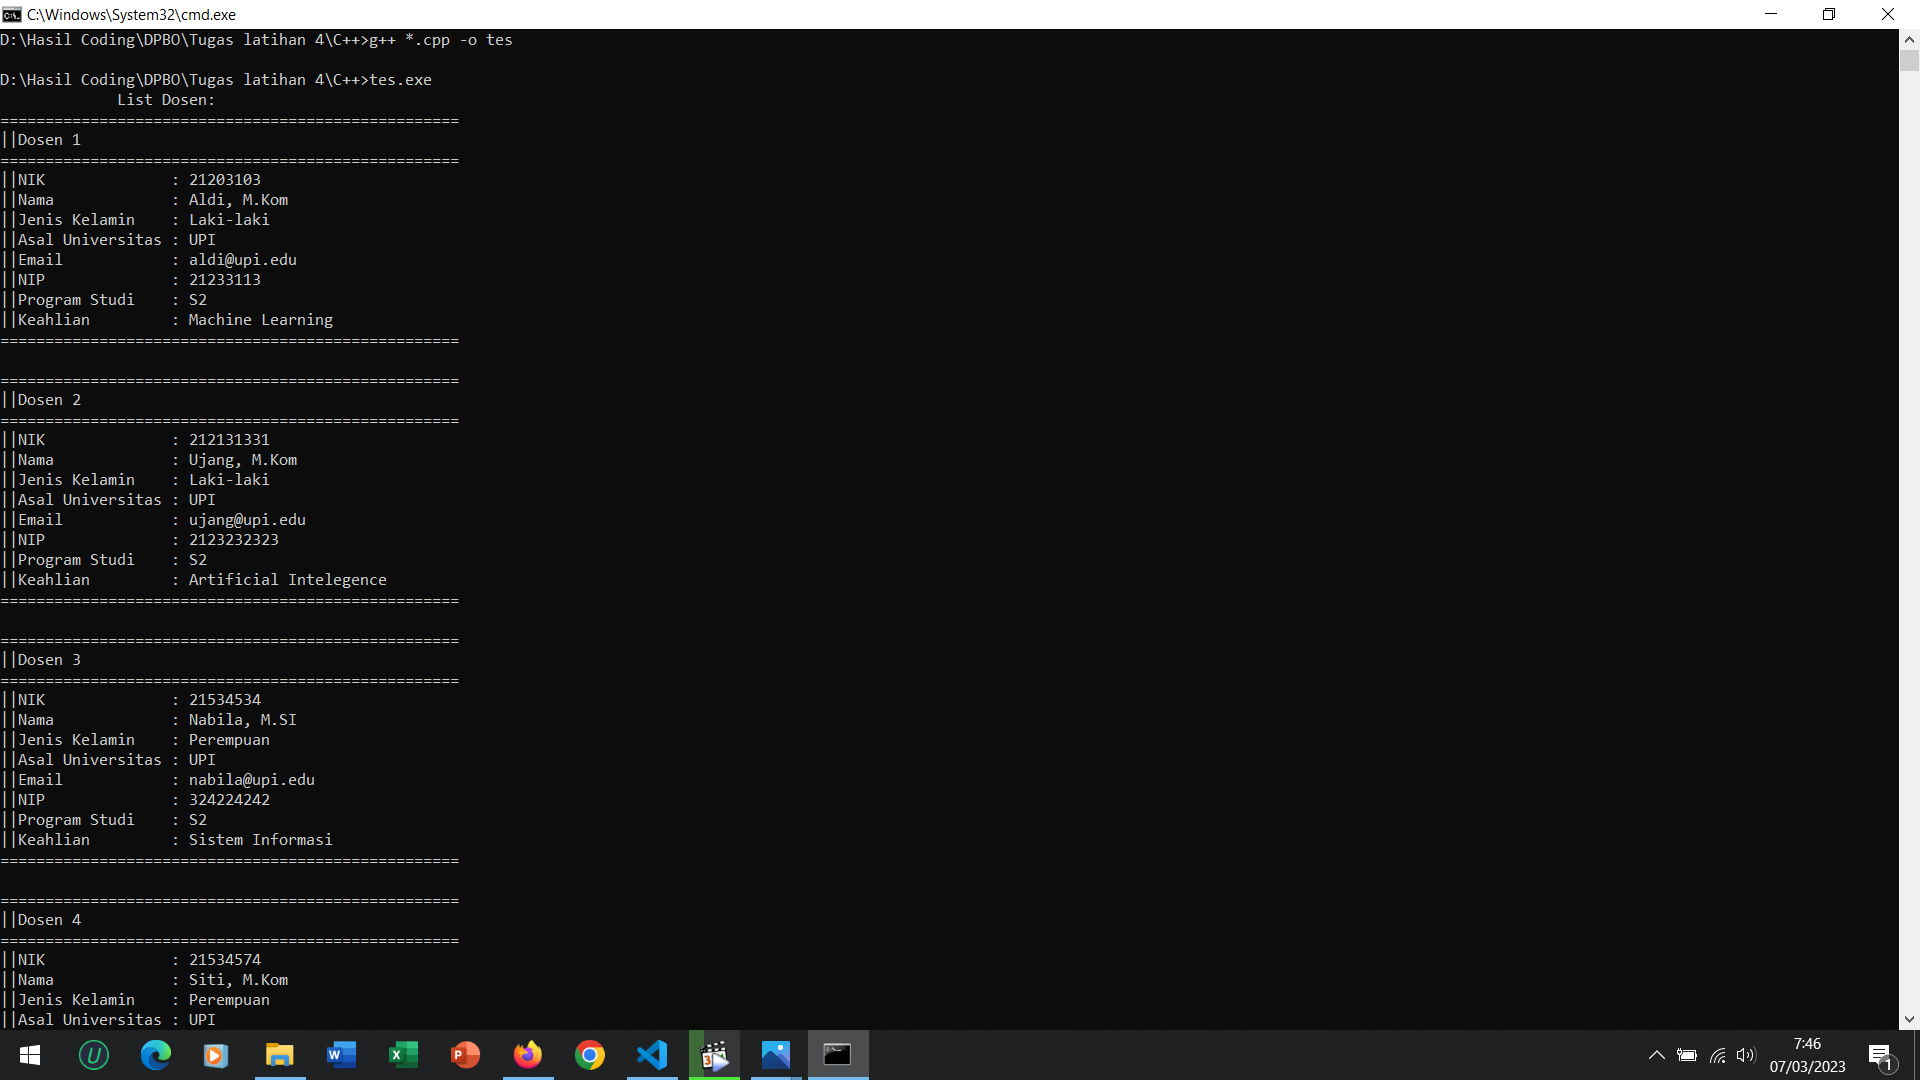 C:\Windows\System32\cmd.exe
D:\Hasil Coding\DPBO\Tugas latihan 4\C++>g++ *.cpp -o tes
D:\Hasil Coding\DPBO\Tugas latihan 4\C++>tes.exe
             List Dosen:
===================================================
||Dosen 1
===================================================
||NIK              : 21203103
||Nama             : Aldi, M.Kom
||Jenis Kelamin    : Laki-laki
||Asal Universitas : UPI
||Email            : aldi@upi.edu
||NIP              : 21233113
||Program Studi    : S2
||Keahlian         : Machine Learning
===================================================
===================================================
||Dosen 2
===================================================
||NIK              : 212131331
||Nama             : Ujang, M.Kom
||Jenis Kelamin    : Laki-laki
||Asal Universitas : UPI
||Email            : ujang@upi.edu
||NIP              : 2123232323
||Program Studi    : S2
||Keahlian         : Artificial Intelegence
===================================================
===================================================
||Dosen 3
===================================================
||NIK              : 21534534
||Nama             : Nabila, M.SI
||Jenis Kelamin    : Perempuan
||Asal Universitas : UPI
||Email            : nabila@upi.edu
||NIP              : 324224242
||Program Studi    : S2
||Keahlian         : Sistem Informasi
===================================================
===================================================
||Dosen 4
===================================================
||NIK              : 21534574
||Nama             : Siti, M.Kom
||Jenis Kelamin    : Perempuan
||Asal Universitas : UPI
7:46
07/03/2023
1